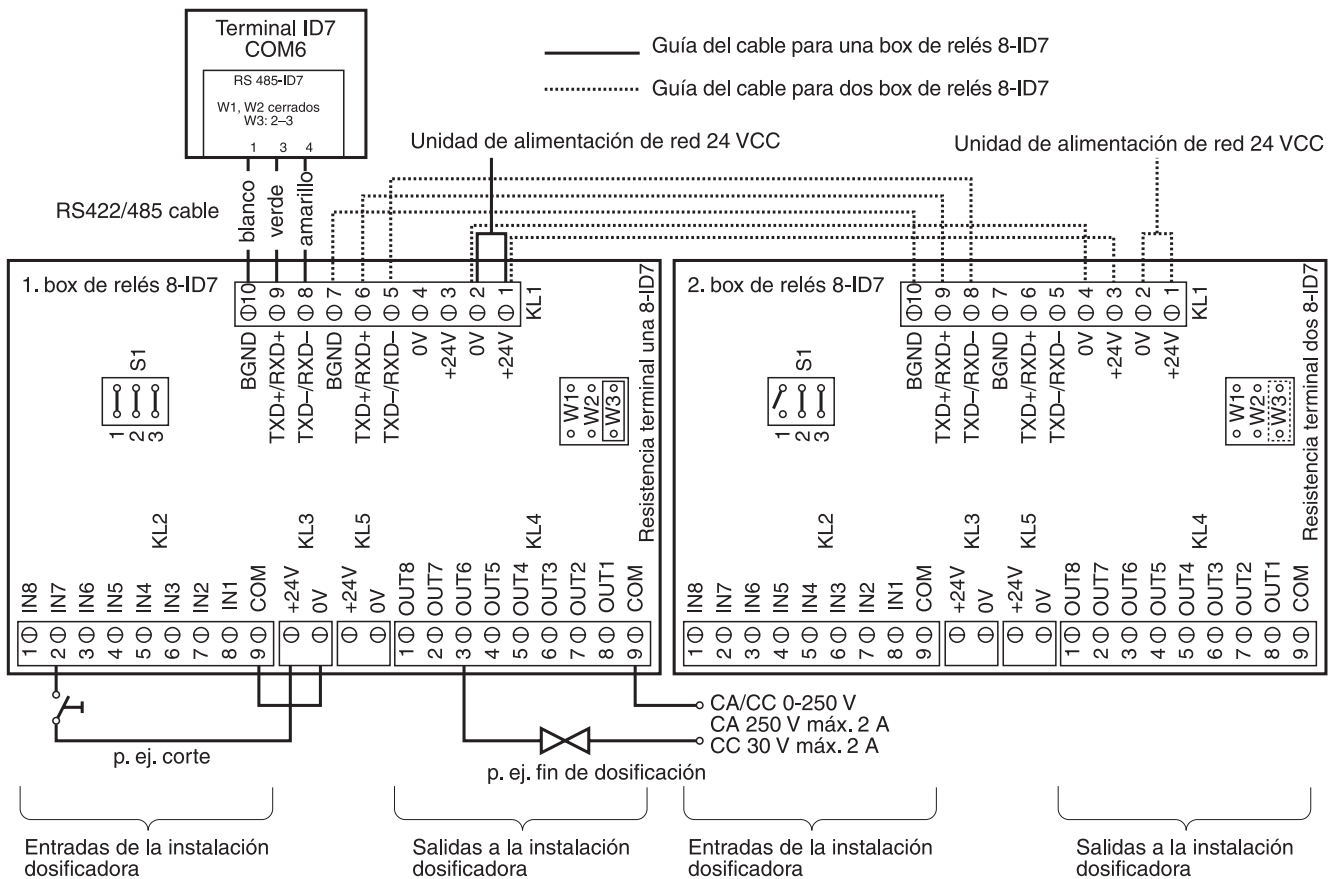 Terminal ID7
COM6
RS 485-ID7
W1, W2 cerrados
W3: 2–3
1 3 4
Guía del cable para una box de relés 8-ID7
Guía del cable para dos box de relés 8-ID7
Unidad de alimentación de red 24 VCC
Unidad de alimentación de red 24 VCC
RS422/485 cable
blanco
verde
amarillo
1. box de relés 8-ID7
10 9 8 7 6 5 4 3 2 1
KL1
BGND
TXD+/RXD+
TXD–/RXD–
BGND
TXD+/RXD+
TXD–/RXD–
0V
+24V
0V
+24V
S1
1 2 3
W1
W2
W3
Resistencia terminal una 8-ID7
KL2
KL3
KL5
KL4
IN8
IN7
IN6
IN5
IN4
IN3
IN2
IN1
COM
+24V
0V
+24V
0V
OUT8
OUT7
OUT6
OUT5
OUT4
OUT3
OUT2
OUT1
COM
1 2 3 4 5 6 7 8 9
1 2 3 4 5 6 7 8 9
2. box de relés 8-ID7
10 9 8 7 6 5 4 3 2 1
KL1
BGND
TXD+/RXD+
TXD–/RXD–
BGND
TXD+/RXD+
TXD–/RXD–
0V
+24V
0V
+24V
S1
1 2 3
W1
W2
W3
Resistencia terminal dos 8-ID7
KL2
KL3
KL5
KL4
IN8
IN7
IN6
IN5
IN4
IN3
IN2
IN1
COM
+24V
0V
+24V
0V
OUT8
OUT7
OUT6
OUT5
OUT4
OUT3
OUT2
OUT1
COM
1 2 3 4 5 6 7 8 9
1 2 3 4 5 6 7 8 9
p. ej. corte
p. ej. fin de dosificación
CA/CC 0-250 V
CA 250 V máx. 2 A
CC 30 V máx. 2 A
Entradas de la instalación
dosificadora
Salidas a la instalación
dosificadora
Entradas de la instalación
dosificadora
Salidas a la instalación
dosificadora